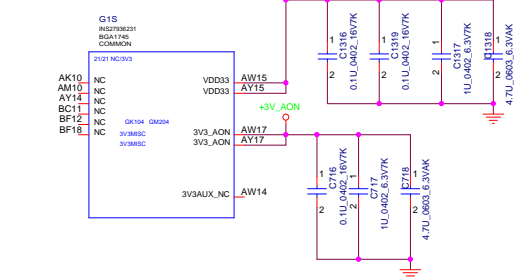 G1S
INS27936231
BGA1745
COMMON
21/21 NC/3V3
AK10 NC
AM10 NC
AY14 NC
BC11 NC
BF12 NC
BF18 NC
GK104 GM204
3V3MISC
3V3MISC
VDD33 AW15
VDD33 AY15
3V3_AON AW17
3V3_AON AY17
3V3AUX_NC AW14
+3V_AON
1
2
C1316
0.1U_0402_16V7K
1
2
C1319
0.1U_0402_16V7K
1
2
C1317
1U_0402_6.3V7K
1
2
C1318
4.7U_0603_6.3VAK
1
2
C716
0.1U_0402_16V7K
1
2
C717
1U_0402_6.3V7K
1
2
C718
4.7U_0603_6.3VAK